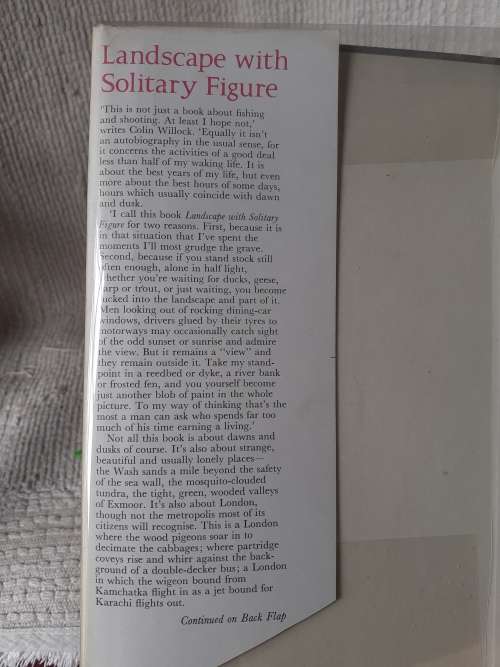 Landscape with
Solitary Figure
'This is not just a book about fishing
and shooting. At least I hope not,'
writes Colin Willock. 'Equally it isn't
an autobiography in the usual sense, for
it concerns the activities of a good deal
less than half of my waking life. It is
about the best years of my life, but even
more about the best hours of some days,
hours which usually coincide with dawn
and dusk.
'I call this book Landscape with Solitary
Figure for two reasons. First, because it is
in that situation that I've spent the
moments I'll most grudge the grave.
Second, because if you stand stock still
often enough, alone in half light,
whether you're waiting for ducks, geese,
carp or trout, or just waiting, you become
sucked into the landscape and part of it.
Men looking out of rocking dining-car
windows, drivers glued by their tyres to
motorways may occasionally catch sight
of the odd sunset or sunrise and admire
the view. But it remains a "view" and
they remain outside it. Take my stand-
point in a reedbed or dyke, a river bank
or frosted fen, and you yourself become
just another blob of paint in the whole
picture. To my way of thinking that's the
most a man can ask who spends far too
much of his time earning a living.'
Not all this book is about dawns and
dusks of course. It's also about strange,
beautiful and usually lonely places—
the Wash sands a mile beyond the safety
of the sea wall, the mosquito-clouded
tundra, the tight, green, wooded valleys
of Exmoor. It's also about London,
though not the metropolis most of its
citizens will recognise. This is a London
where the wood pigeons soar in to
decimate the cabbages; where partridge
coveys rise and whirr against the back-
ground of a double-decker bus; a London
in which the wigeon bound from
Kamchatka flight in as a jet bound for
Karachi flights out.
Continued on Back Flap